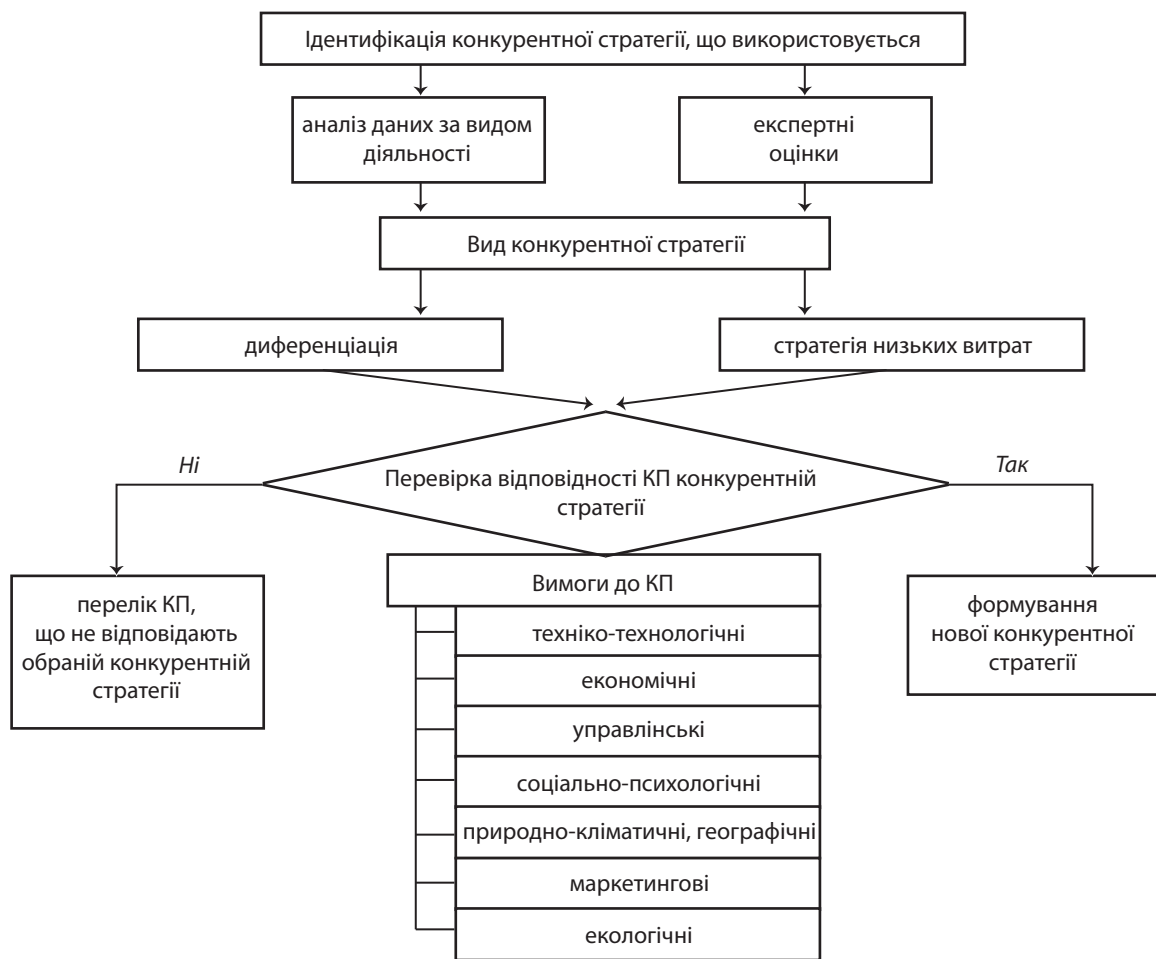 Ідентифікація конкурентної стратегії, що використовується
аналіз даних за видом
діяльності
експертні
оцінки
Вид конкурентної стратегії
диференціація
стратегія низьких витрат
Ні
Так
Перевірка відповідності КП конкурентній
стратегії
перелік КП,
що не відповідають
обраній конкурентній
стратегії
Вимоги до КП
техніко-технологічні
економічні
управлінські
соціально-психологічні
природно-кліматичні, географічні
маркетингові
екологічні
формування
нової конкурентної
стратегії